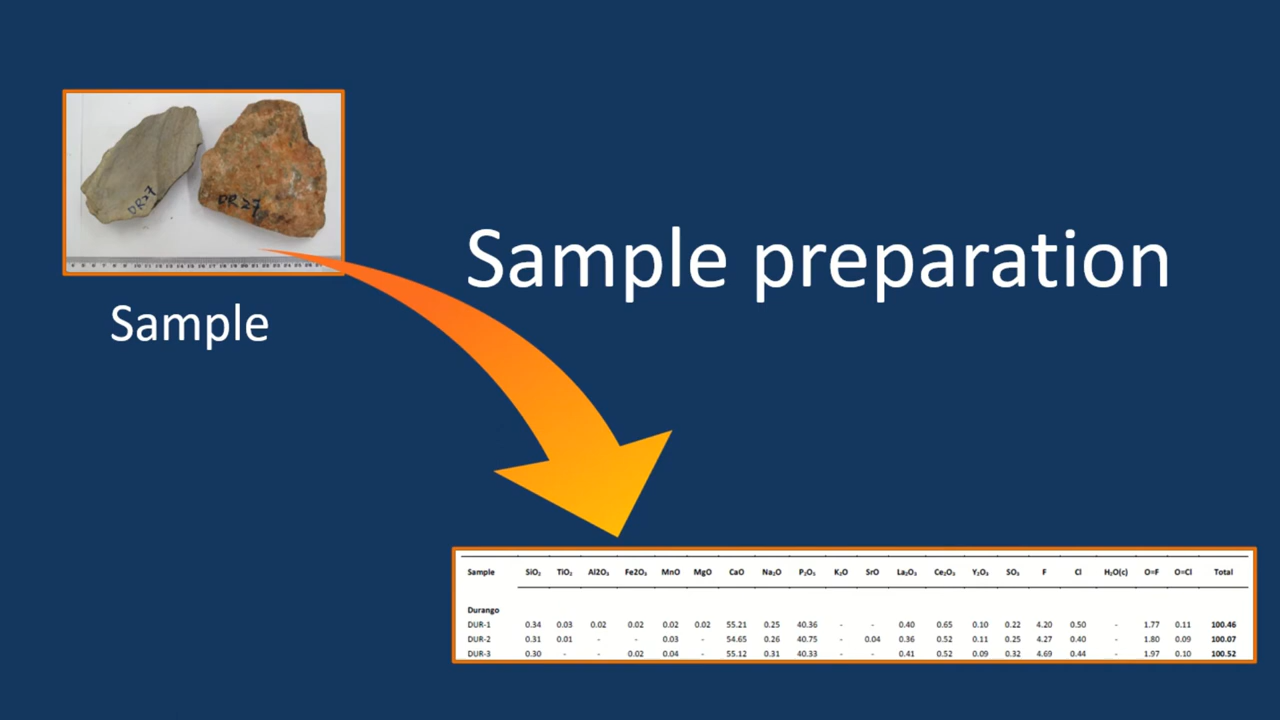 DR27
DR27
Sample preparation
Sample
Sample SiO₂ TiO₂ Al2O₃ Fe2O₃ MnO MgO CaO Na₂O P₂O₅ K₂O SrO La₂O₃ Ce₂O₃ Y₂O₃ SO₃ F Cl H₂O(c) O=F O=Cl Total
Durango
DUR-1 0.34 0.03 0.02 0.02 0.02 0.02 55.21 0.25 40.36 - - 0.40 0.65 0.10 0.22 4.20 0.50 - 1.77 0.11 100.46
DUR-2 0.31 0.01 - - 0.03 - 54.65 0.26 40.75 - 0.04 0.36 0.52 0.11 0.25 4.27 0.40 - 1.80 0.09 100.07
DUR-3 0.30 - - 0.02 0.04 - 55.12 0.31 40.33 - - 0.41 0.52 0.09 0.32 4.69 0.44 - 1.97 0.10 100.52